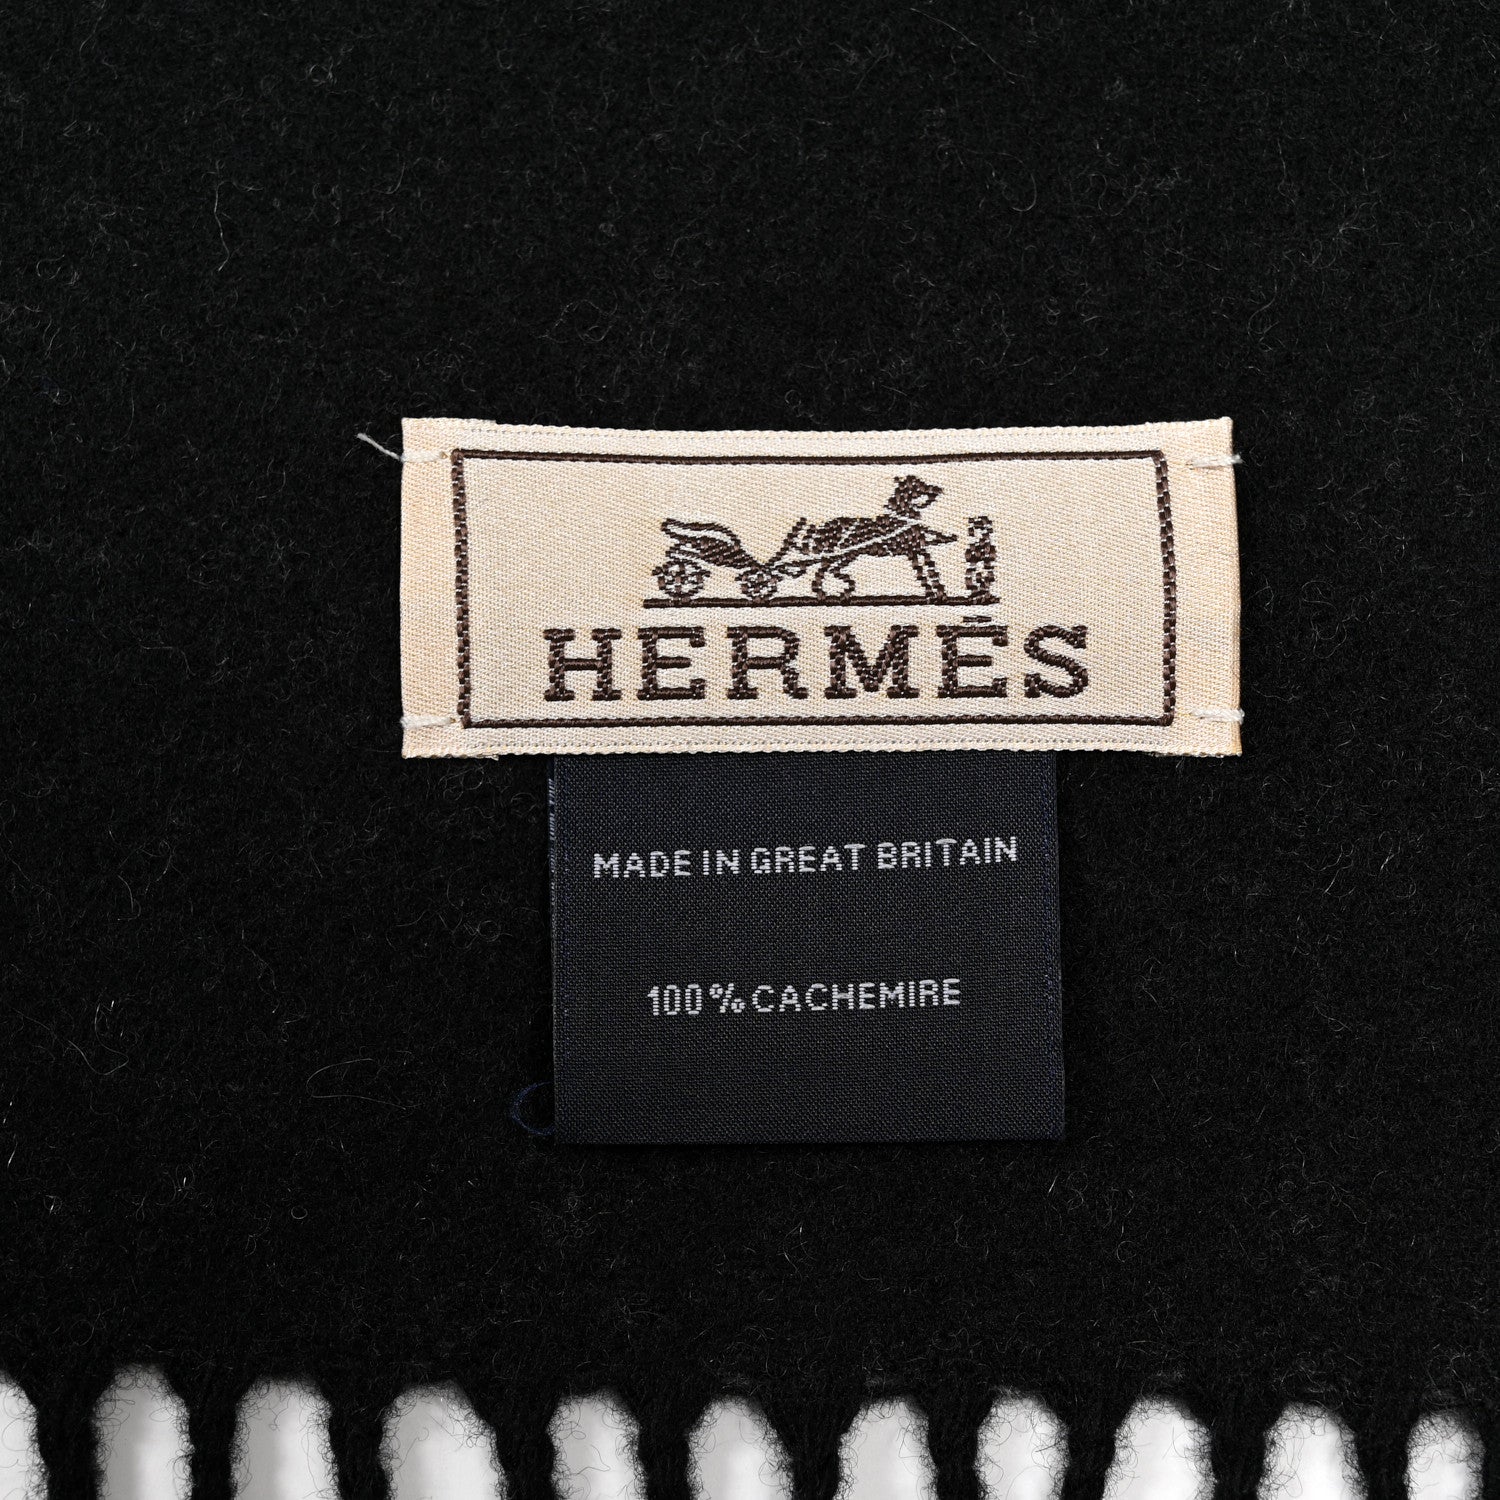 HERMÈS
MADE IN GREAT BRITAIN
100% CACHEMIRE